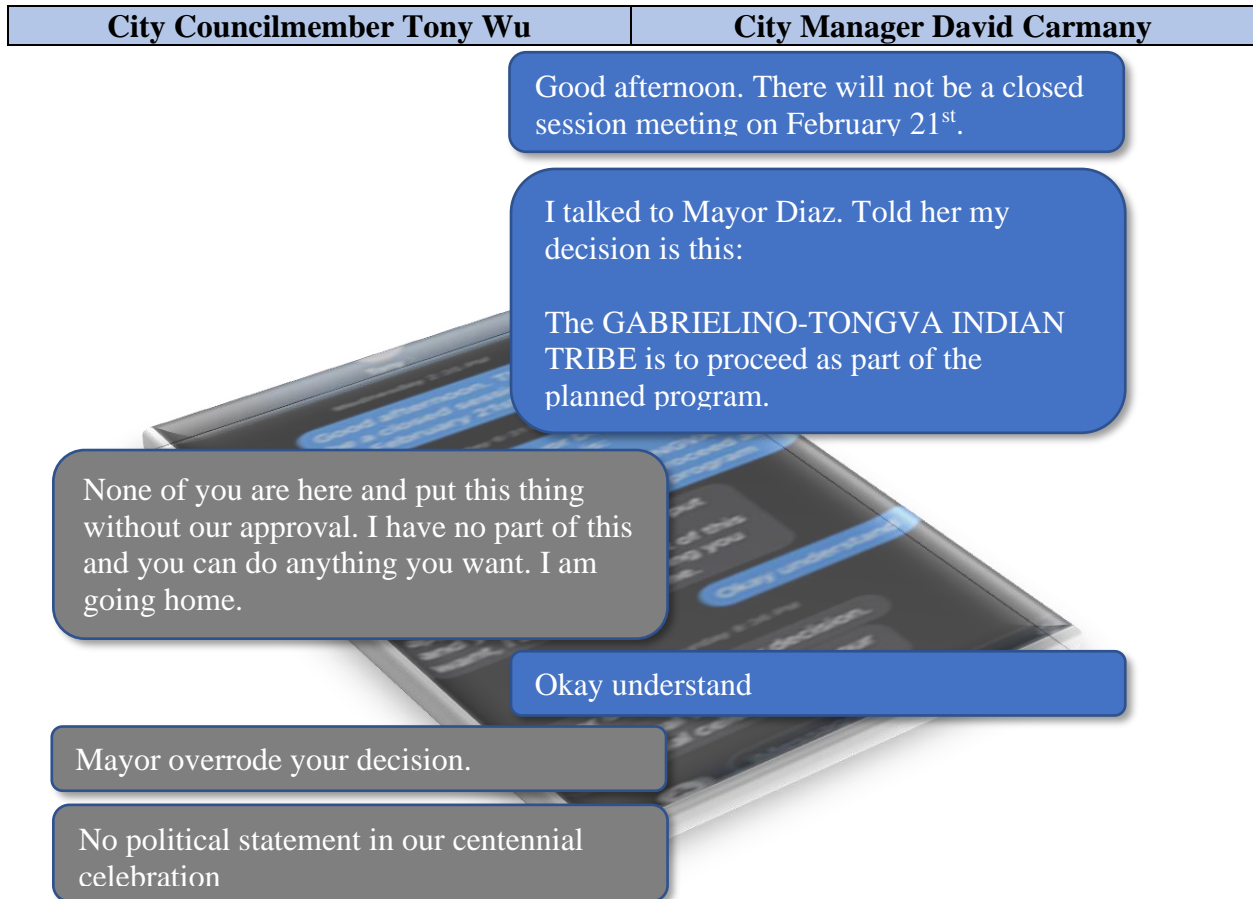 City Councilmember Tony Wu
City Manager David Carmany
Good afternoon. There will not be a closed
session meeting on February 21st.
I talked to Mayor Diaz. Told her my
decision is this:
The GABRIELINO-TONGVA INDIAN
TRIBE is to proceed as part of the
planned program.
None of you are here and put this thing
without our approval. I have no part of this
and you can do anything you want. I am
going home.
Okay understand
Mayor overrode your decision.
No political statement in our centennial
celebration